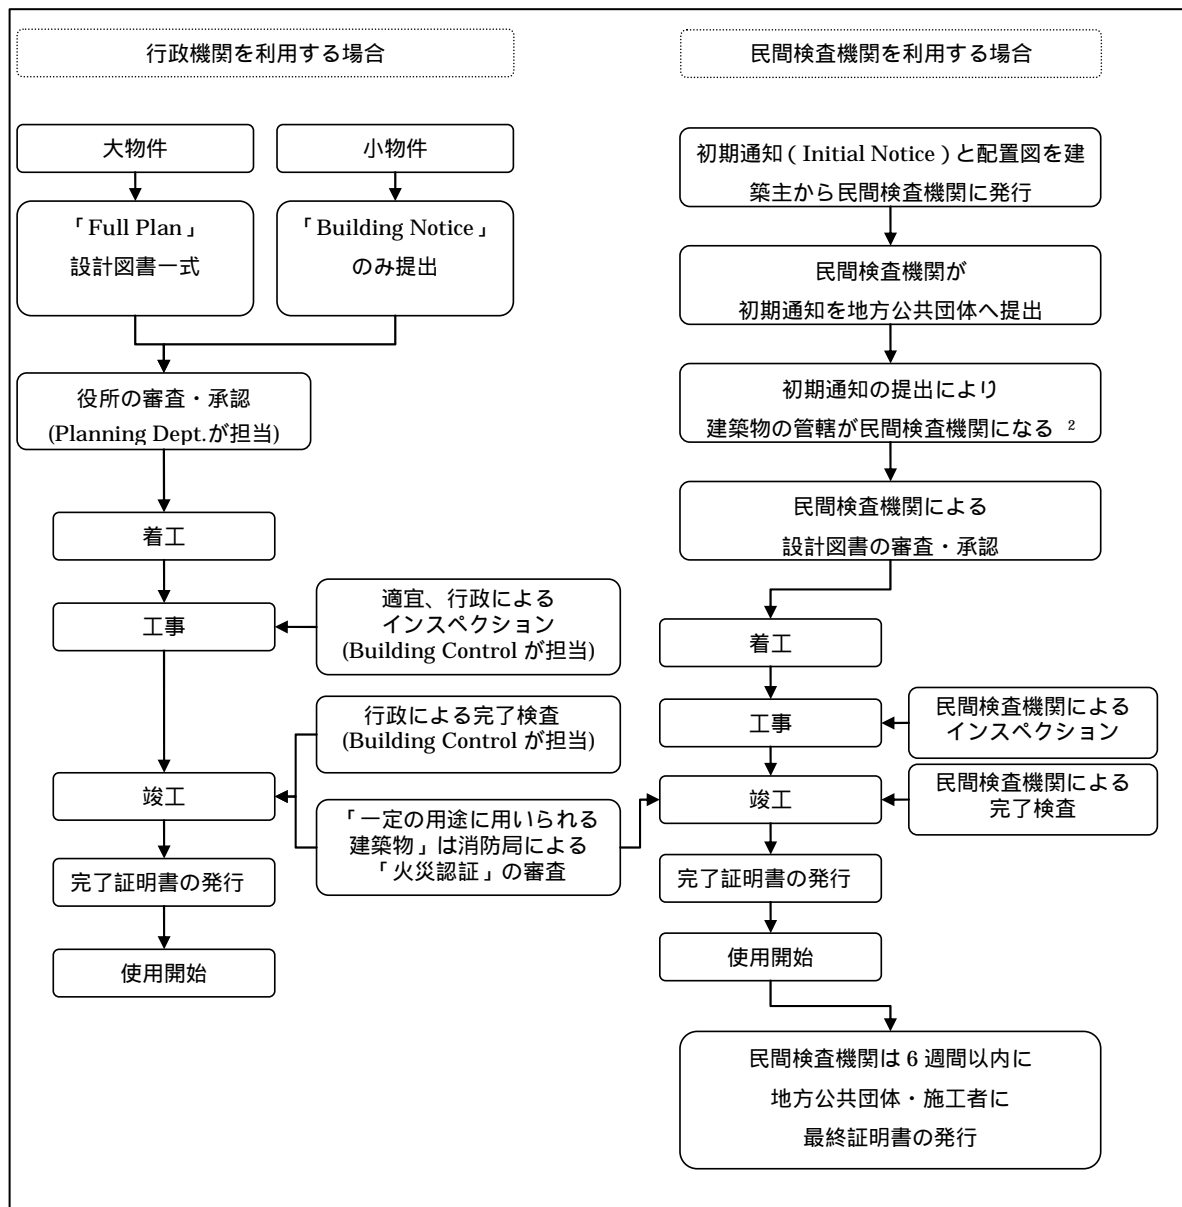 行政機関を利用する場合
大物件
小物件
「Full Plan」
設計図書一式
「Building Notice」
のみ提出
役所の審査・承認
(Planning Dept.が担当)
着工
工事
適宜、行政による
インスペクション
(Building Control が担当)
行政による完了検査
(Building Control が担当)
竣工
「一定の用途に用いられる
建築物」は消防局による
「火災認証」の審査
完了証明書の発行
使用開始
民間検査機関を利用する場合
初期通知(Initial Notice)と配置図を建
築主から民間検査機関に発行
民間検査機関が
初期通知を地方公共団体へ提出
初期通知の提出により
建築物の管轄が民間検査機関になる 2
民間検査機関による
設計図書の審査・承認
着工
工事
民間検査機関による
インスペクション
竣工
民間検査機関による
完了検査
完了証明書の発行
使用開始
民間検査機関は 6 週間以内に
地方公共団体・施工者に
最終証明書の発行